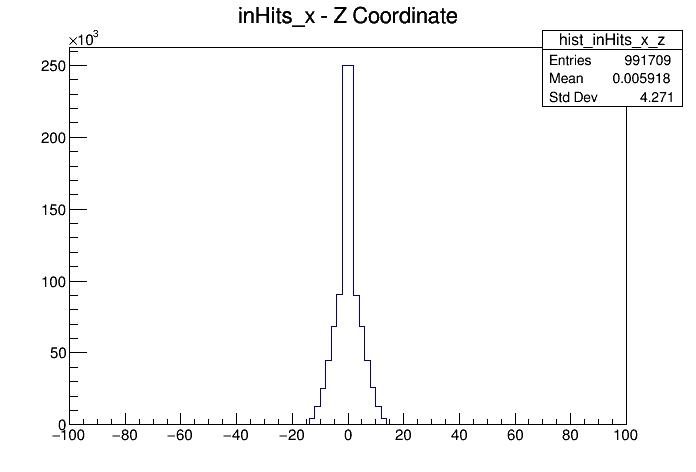 inHits_x - Z Coordinate
×10³
hist_inHits_x_z
Entries 991709
Mean 0.005918
Std Dev 4.271
250
200
150
100
50
0
−100 −80 −60 −40 −20 0 20 40 60 80 100